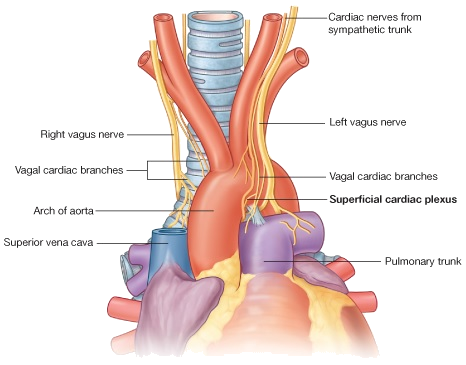 Cardiac nerves from
sympathetic trunk
Left vagus nerve
Right vagus nerve
Vagal cardiac branches
Vagal cardiac branches
Superficial cardiac plexus
Arch of aorta
Superior vena cava
Pulmonary trunk